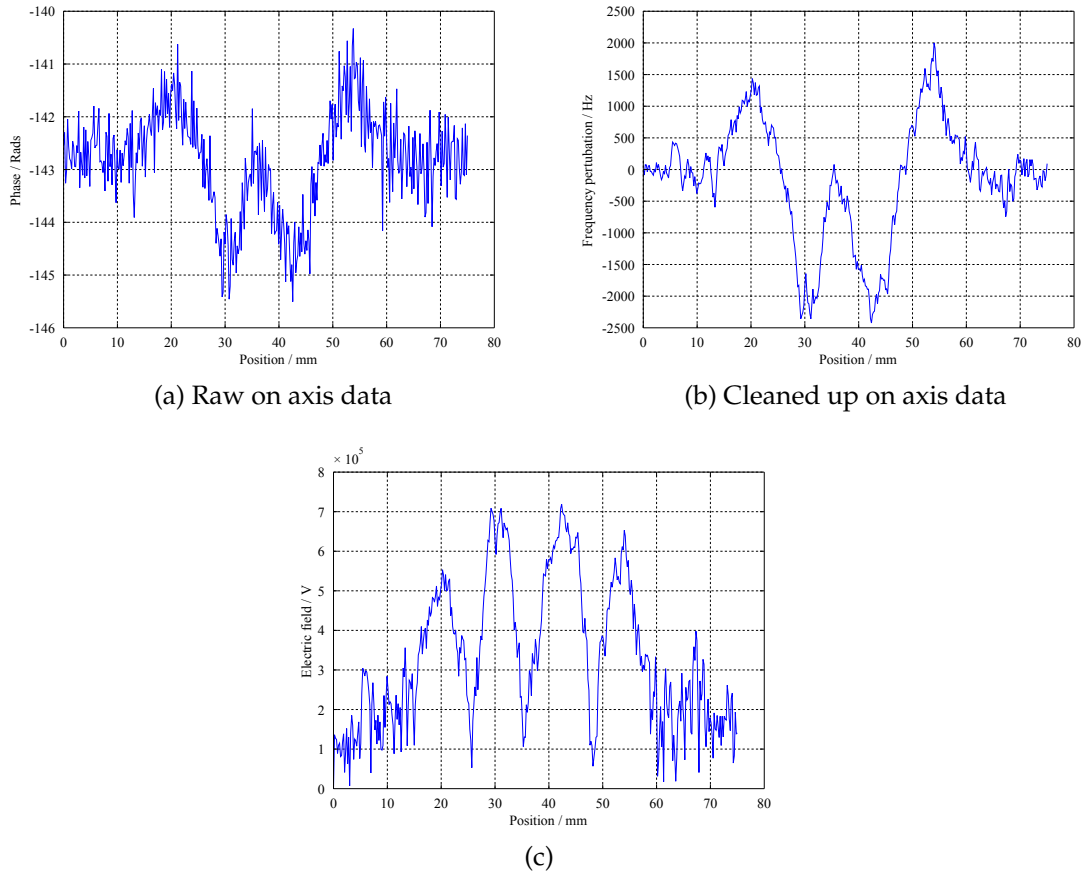 -140
-141
-142
-143
-144
-145
-146
Phase / Rads
0 10 20 30 40 50 60 70 80
Position / mm
(a) Raw on axis data
2500
2000
1500
1000
500
0
-500
-1000
-1500
-2000
-2500
Frequency pertubation / Hz
0 10 20 30 40 50 60 70 80
Position / mm
(b) Cleaned up on axis data
× 10⁵
8
7
6
5
4
3
2
1
0
Electric field / V
0 10 20 30 40 50 60 70 80
Position / mm
(c)